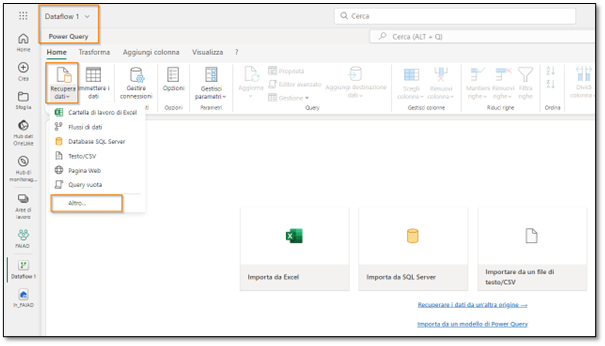 Dataflow 1
Cerca
Power Query
Cerca (ALT + Q)
Home
Trasforma
Aggiungi colonna
Visualizza
?
Recupera dati
Immettere i dati
Gestire connessioni
Opzioni
Gestisci parametri
Aggiorna
Proprietà
Editor avanzato
Gestione
Aggiungi destinazione dati
Scegli colonne
Rimuovi colonne
Mantieni righe
Rimuovi righe
Filtra righe
Dividi colonna
Opzioni
Parametri
Query
Gestisci colonne
Riduci righe
Ordina
Cartella di lavoro di Excel
Flussi di dati
Database SQL Server
Testo/CSV
Pagina Web
Query vuota
Altro...
Home
Crea
Sfoglia
Hub dati OneLake
Hub di monitorag...
Aree di lavoro
FAIAD
Dataflow 1
lh_FAIAD
Importa da Excel
Importa da SQL Server
Importare da un file di testo/CSV
Recuperare i dati da un'altra origine →
Importa da un modello di Power Query